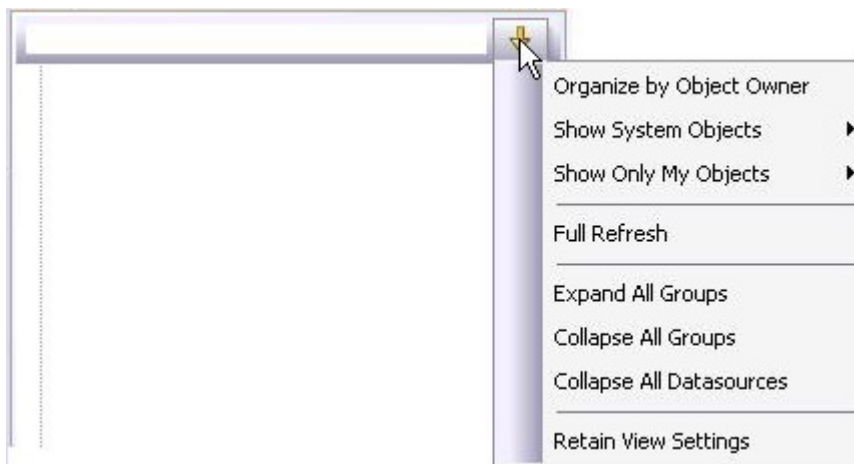 Organize by Object Owner
Show System Objects
Show Only My Objects
Full Refresh
Expand All Groups
Collapse All Groups
Collapse All Datasources
Retain View Settings